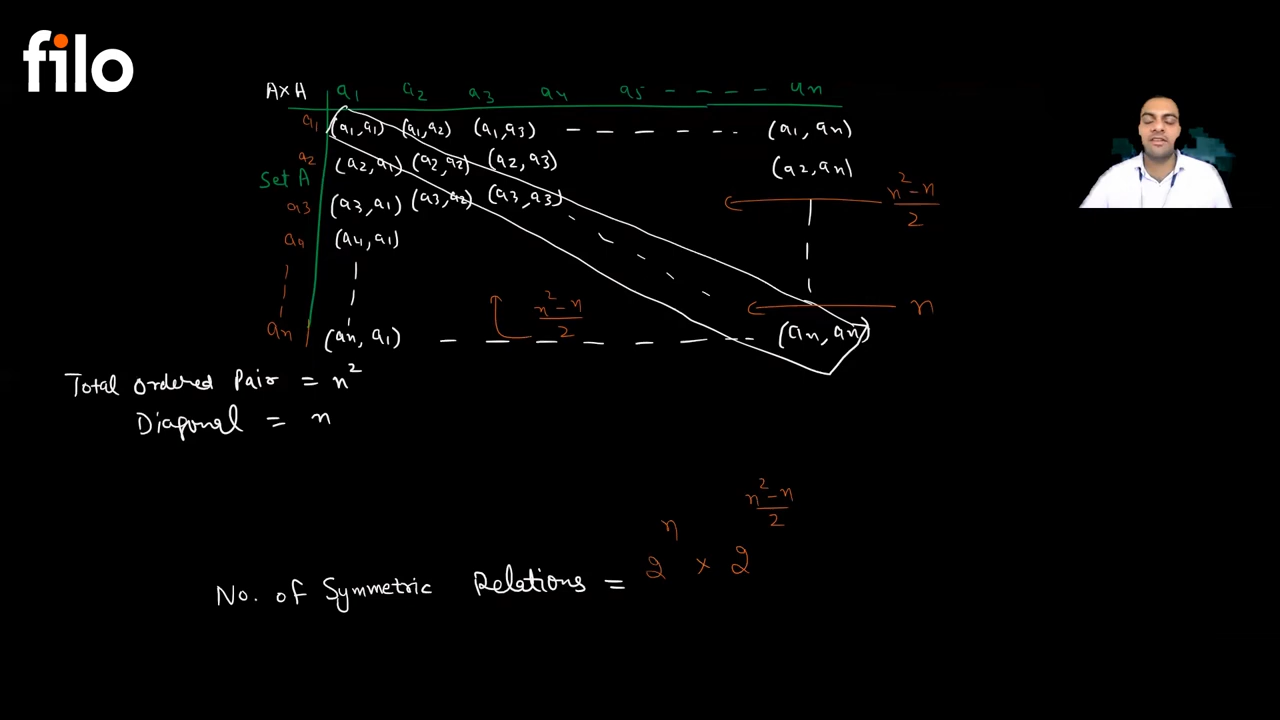 filo
A×A a1 a2 a3 a4 a5 - - - - an
a1 (a1,a1) (a1,a2) (a1,a3) - - - - - - (a1, an)
a2 (a2,a1) (a2,a2) (a2,a3) (a2,an)
Set A
a3 (a3,a1) (a3,a2) (a3,a3) n²-n/2
a4 (a4,a1)
n²-n/2 n
an (an, a1) - - - - - - - (an, an)
Total ordered Pair = n²
Diagonal = n
No. of Symmetric Relations = 2^n × 2^(n²-n/2)